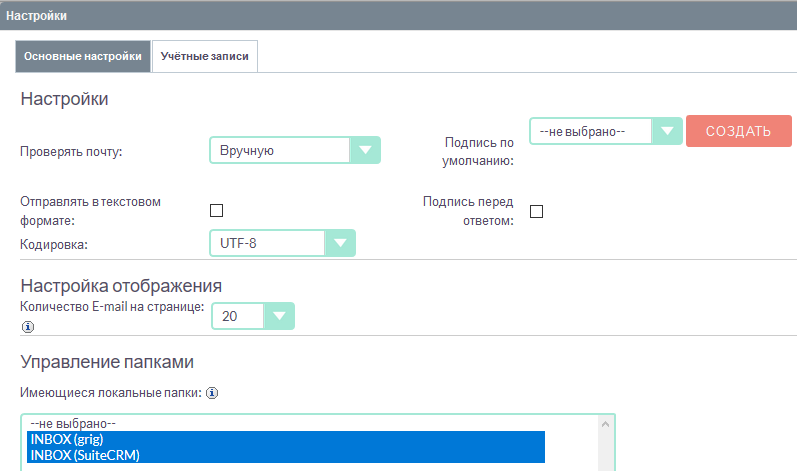 Настройки
Основные настройки
Учётные записи
Настройки
Проверять почту:
Вручную
Подпись по
умолчанию:
--не выбрано--
СОЗДАТЬ
Отправлять в текстовом
формате:
Подпись перед
ответом:
Кодировка:
UTF-8
Настройка отображения
Количество E-mail на странице:
20
Управление папками
Имеющиеся локальные папки:
--не выбрано--
INBOX (grig)
INBOX (SuiteCRM)